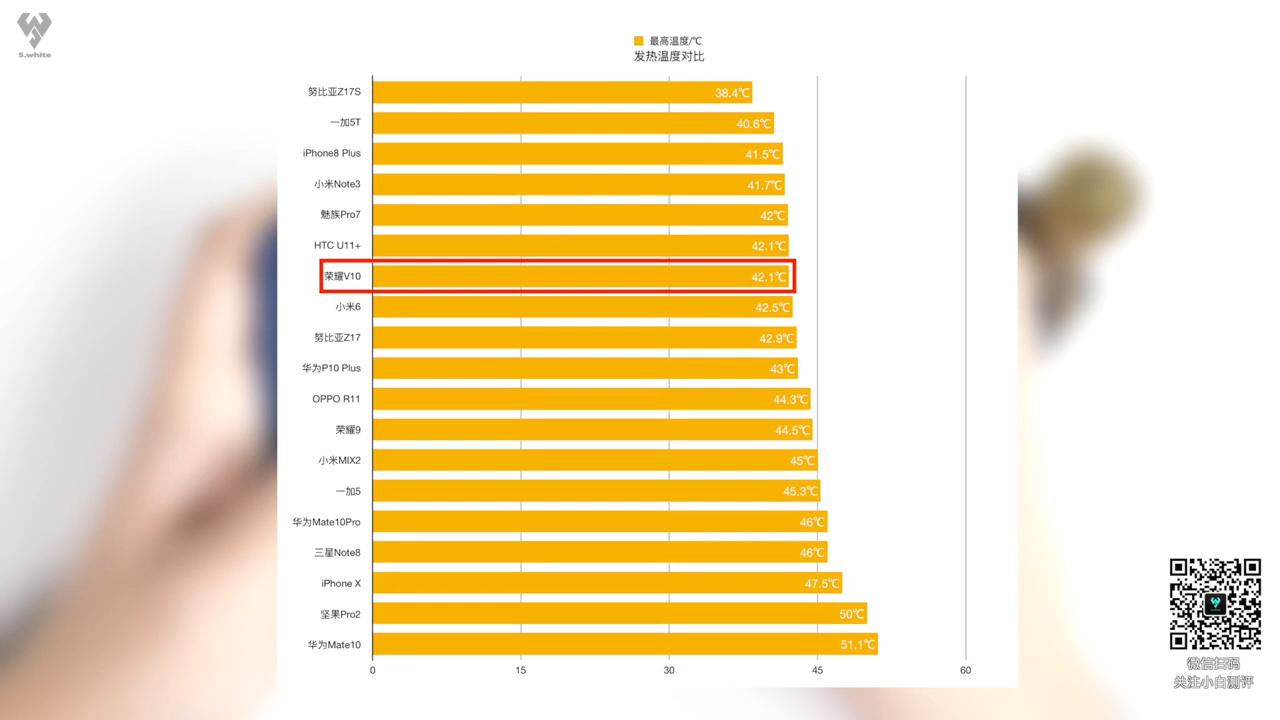 S.white
最高温度/℃
发热温度对比
努比亚Z17S 38.4℃
一加5T 40.6℃
iPhone8 Plus 41.5℃
小米Note3 41.7℃
魅族Pro7 42℃
HTC U11+ 42.1℃
荣耀V10 42.1℃
小米6 42.5℃
努比亚Z17 42.9℃
华为P10 Plus 43℃
OPPO R11 44.3℃
荣耀9 44.5℃
小米MIX2 45℃
一加5 45.3℃
华为Mate10Pro 46℃
三星Note8 46℃
iPhone X 47.5℃
坚果Pro2 50℃
华为Mate10 51.1℃
0 15 30 45 60
微信扫码
关注小白测评